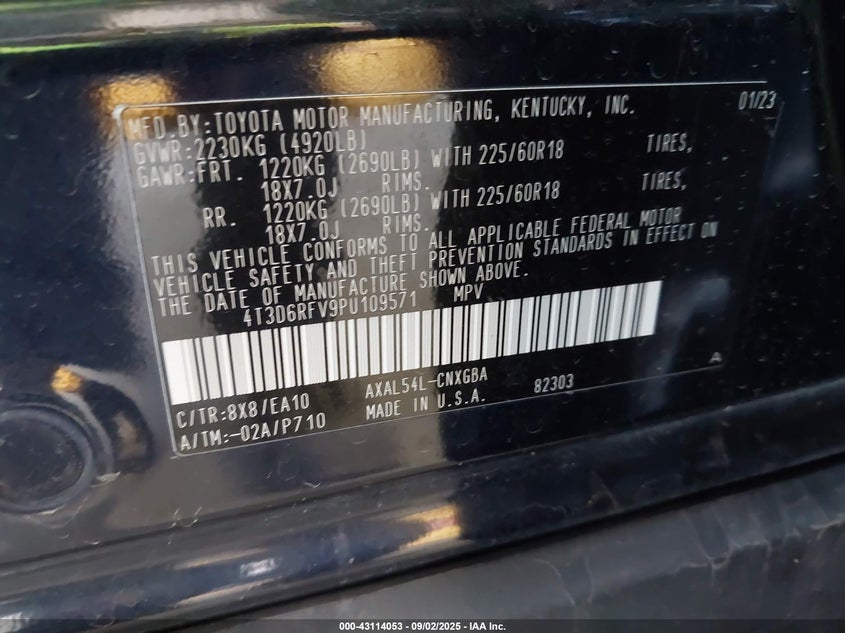 MFD.BY:TOYOTA MOTOR MANUFACTURING, KENTUCKY, INC. 01/23
GVWR:2230KG (4920LB)
GAWR:FRT. 1220KG (2690LB) WITH 225/60R18 TIRES,
18X7.0J RIMS.
RR. 1220KG (2690LB) WITH 225/60R18 TIRES,
18X7.0J RIMS.
THIS VEHICLE CONFORMS TO ALL APPLICABLE FEDERAL MOTOR
VEHICLE SAFETY AND THEFT PREVENTION STANDARDS IN EFFECT ON
THE DATE OF MANUFACTURE SHOWN ABOVE.
4T3D6RFV9PU109571 MPV
A
C/TR:8X8/EA10 AXAL54L-CNXGBA
A/TM:-02A/P710 MADE IN U.S.A. 82303
000-43114053 - 09/02/2025 - IAA Inc.